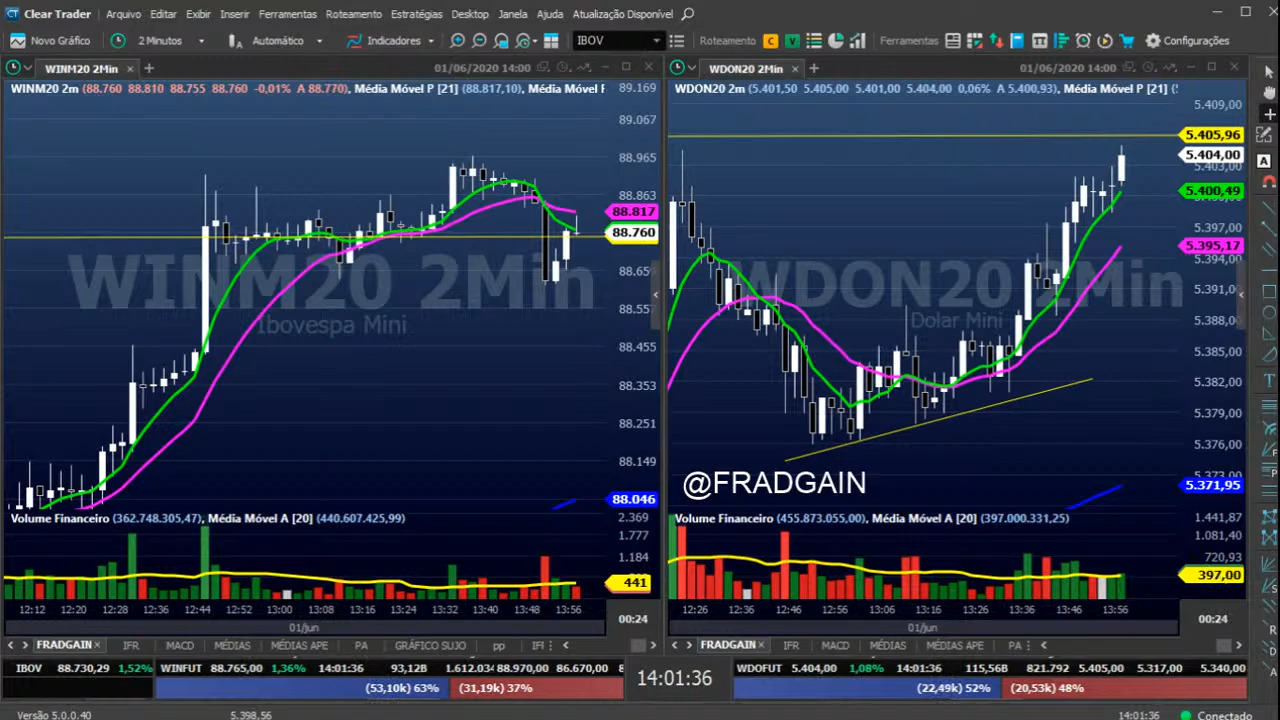 Clear Trader Arquivo Editar Exibir Inserir Ferramentas Roteamento Estratégias Desktop Janela Ajuda Atualização Disponível
Novo Gráfico 2 Minutos Automático Indicadores IBOV Roteamento C V Ferramentas Configurações
WINM20 2Min 01/06/2020 14:00
WINM20 2m (88.760 88.810 88.755 88.760 -0,01% A 88.770), Média Móvel P [21] (88.817,10), Média Móvel F
89.169
89.067
88.965
88.863
88.817
88.760
88.65
88.557
88.455
88.353
88.251
88.149
88.046
WINM20 2Min
Ibovespa Mini
Volume Financeiro (362.748.305,47), Média Móvel A [20] (440.607.425,99)
2.369
1.777
1.184
441
12:12 12:20 12:28 12:36 12:44 12:52 13:00 13:08 13:16 13:24 13:32 13:40 13:48 13:56
00:24
01/jun
FRADGAIN IFR MACD MÉDIAS MÉDIAS APE PA GRÁFICO SUJO pp IFI
WDON20 2Min 01/06/2020 14:00
WDON20 2m (5.401,50 5.405,00 5.401,00 5.404,00 0,06% A 5.400,93), Média Móvel P [21] (5
5.409,00
5.405,96
5.404,00
5.403,00
5.400,49
5.397,00
5.395,17
5.394,00
5.391,00
5.388,00
5.385,00
5.382,00
5.379,00
5.376,00
5.371,95
WDON20 2Min
Dolar Mini
@FRADGAIN
Volume Financeiro (455.873.055,00), Média Móvel A [20] (397.000.331,25)
1.441,87
1.081,40
720,93
397,00
12:26 12:36 12:46 12:56 13:06 13:16 13:26 13:36 13:46 13:56
00:24
01/jun
FRADGAIN IFR MACD MÉDIAS MÉDIAS APE PA
IBOV 88.730,29 1,52% WINFUT 88.765,00 1,36% 14:01:36 93,12B 1.612.03 88.970,00 86.670,00
(53,10k) 63% (31,19k) 37%
14:01:36
WDOFUT 5.404,00 1,08% 14:01:36 115,56B 821.792 5.405,00 5.317,00 5.340,00
(22,49k) 52% (20,53k) 48%
Versão 5.0.0.40 5.398,56 14:01:36 Conectado